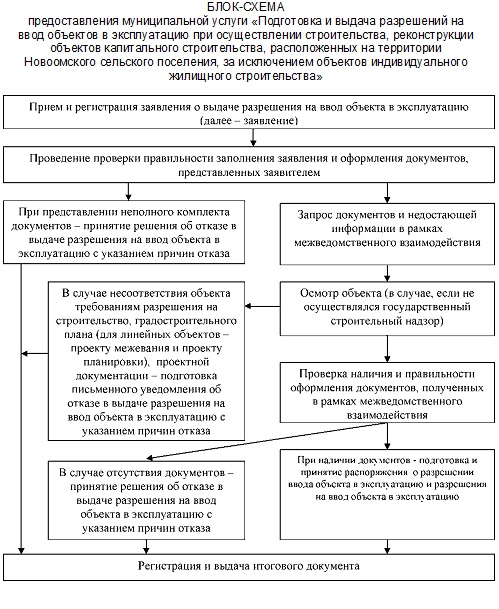 БЛОК-СХЕМА
предоставления муниципальной услуги «Подготовка и выдача разрешений на
ввод объектов в эксплуатацию при осуществлении строительства, реконструкции
объектов капитального строительства, расположенных на территории
Новоомского сельского поселения, за исключением объектов индивидуального
жилищного строительства»
Прием и регистрация заявления о выдаче разрешения на ввод объекта в эксплуатацию
(далее – заявление)
Проведение проверки правильности заполнения заявления и оформления документов,
представленных заявителем
При представлении неполного комплекта
документов – принятие решения об отказе в
выдаче разрешения на ввод объекта в
эксплуатацию с указанием причин отказа
Запрос документов и недостающей
информации в рамках
межведомственного взаимодействия
В случае несоответствия объекта
требованиям разрешения на
строительство, градостроительного
плана (для линейных объектов –
проекту межевания и проекту
планировки), проектной
документации – подготовка
письменного уведомления об
отказе в выдаче разрешения на
ввод объекта в эксплуатацию с
указанием причин отказа
Осмотр объекта (в случае, если не
осуществлялся государственный
строительный надзор)
Проверка наличия и правильности
оформления документов, полученных
в рамках межведомственного
взаимодействия
В случае отсутствия документов –
принятие решения об отказе в
выдаче разрешения на ввод
объекта в эксплуатацию с
указанием причин отказа
При наличии документов - подготовка и
принятие распоряжения о разрешении
ввода объекта в эксплуатацию и разрешения
на ввод объекта в эксплуатацию
Регистрация и выдача итогового документа